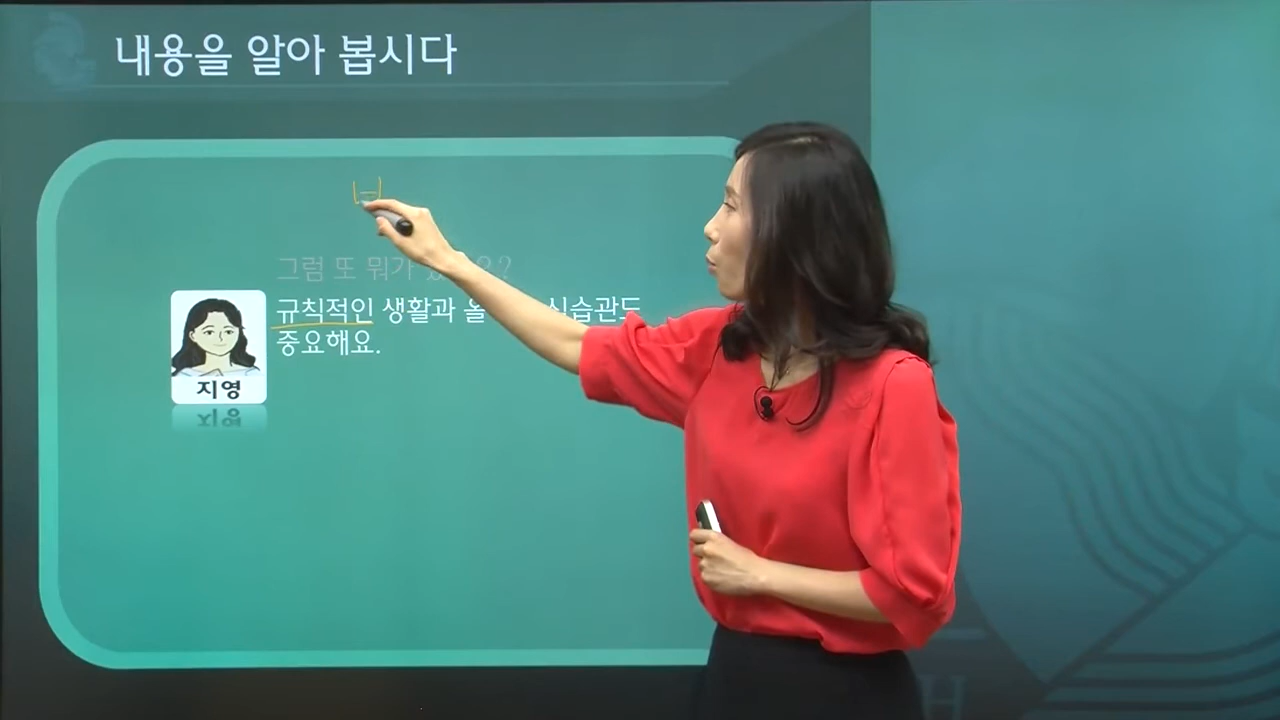 내용을 알아 봅시다
그럼 또 뭐가
규칙적인 생활과
중요해요.
지영